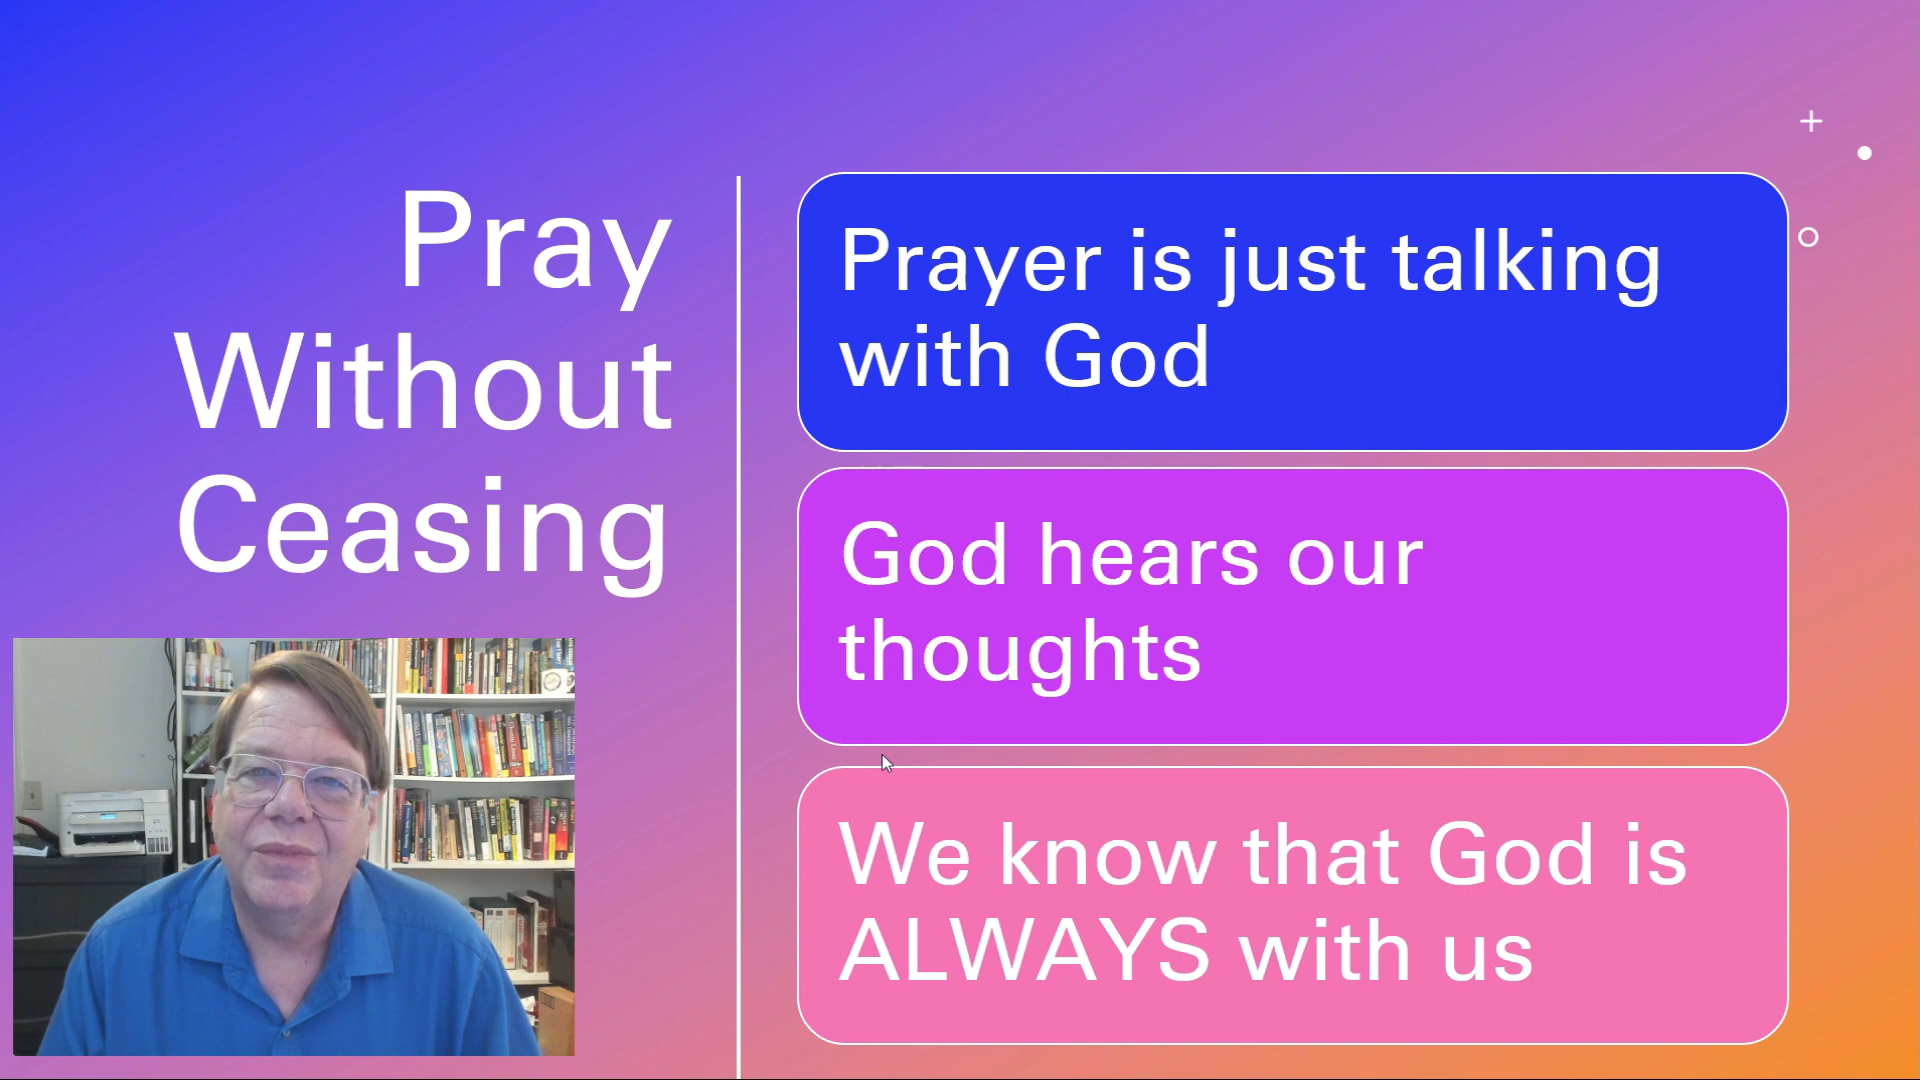 Pray
Without
Ceasing
Prayer is just talking
with God
God hears our
thoughts
We know that God is
ALWAYS with us